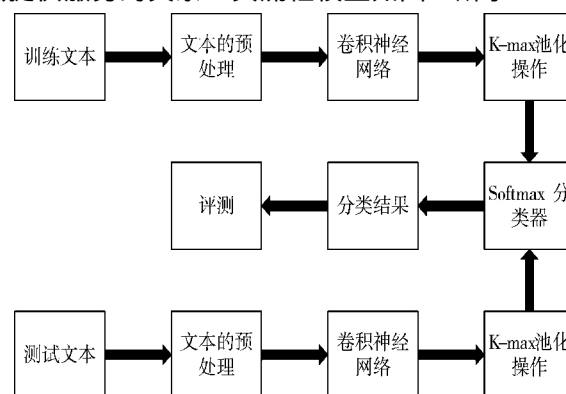 训练文本
文本的预
处理
卷积神经
网络
K-max池化
操作
评测
分类结果
Softmax 分
类器
测试文本
文本的预
处理
卷积神经
网络
K-max池化
操作